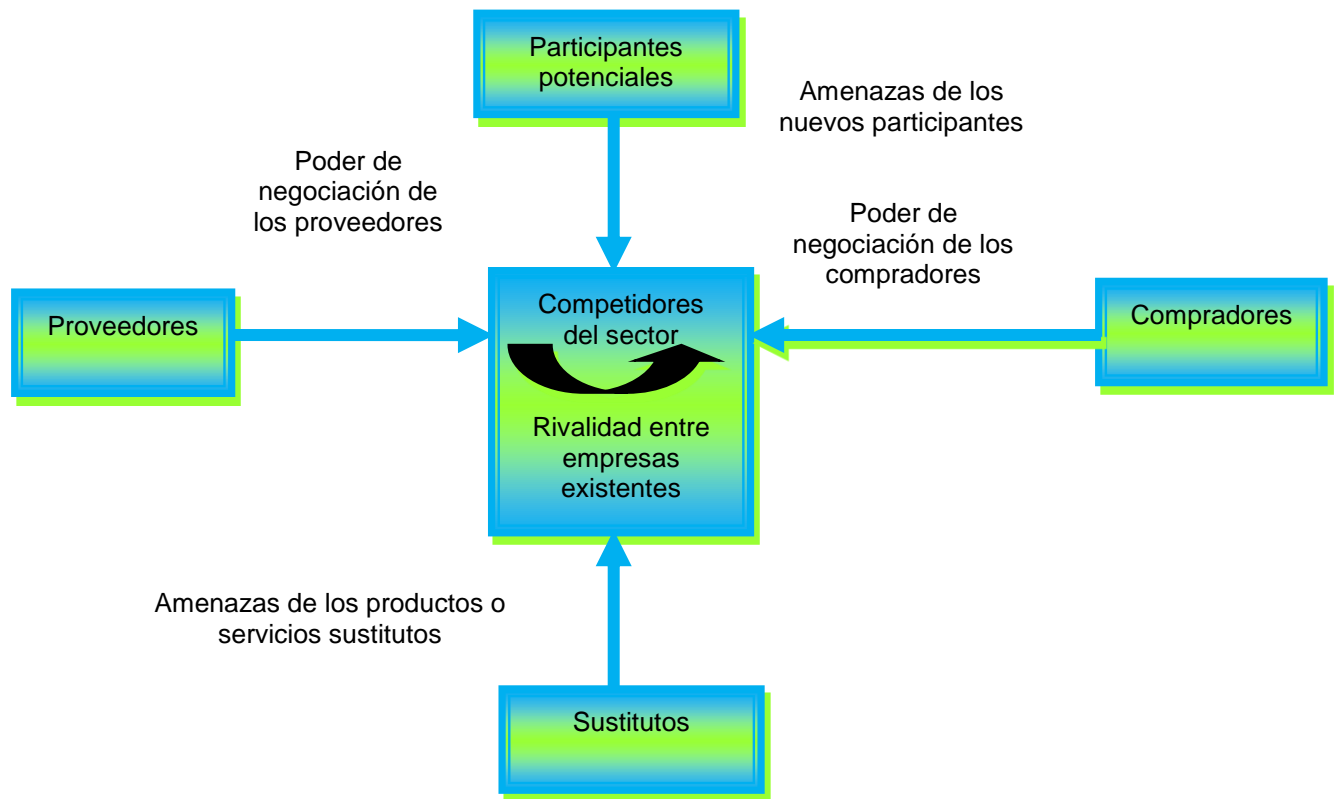 Participantes
potenciales
Amenazas de los
nuevos participantes
Poder de
negociación de
los proveedores
Poder de
negociación de los
compradores
Proveedores
Competidores
del sector
Compradores
Rivalidad entre
empresas
existentes
Amenazas de los productos o
servicios sustitutos
Sustitutos